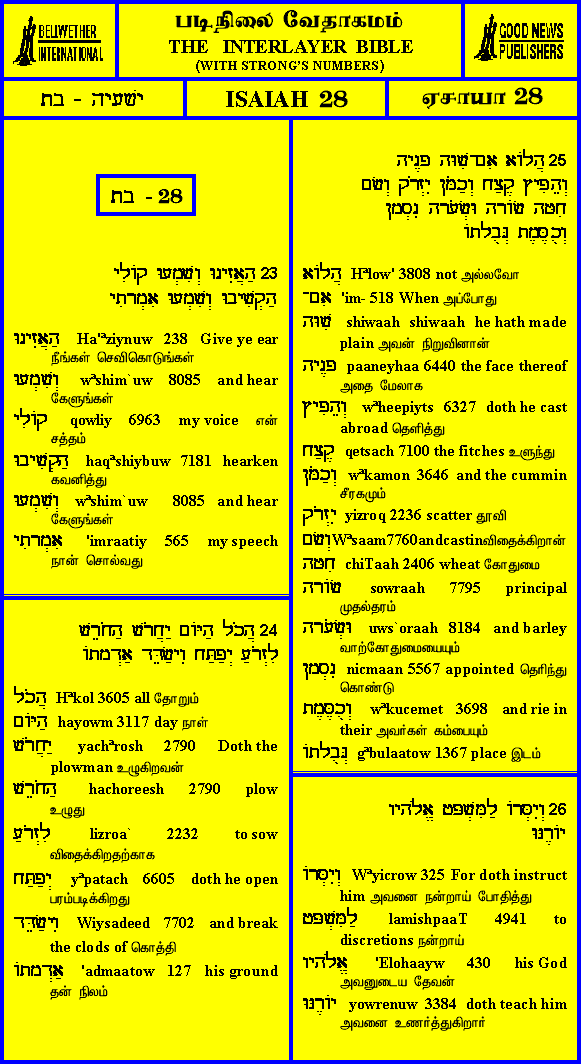 BELLWETHER
INTERNATIONAL
படிநிலை வேதாகமம்
THE INTERLAYER BIBLE
(WITH STRONG'S NUMBERS)
GOOD NEWS
PUBLISHERS
ישעיה - בת
ISAIAH 28
ஏசாயா 28
28 - בת
23 הַאֲזִינוּ וְשִׁמְעוּ קוֹלִי
הַקְשִׁיבוּ וְשִׁמְעוּ אִמְרָתִי
הַאֲזִינוּ Ha'ªziynuw 238 Give ye ear
நீங்கள் செவிகொடுங்கள்
וְשִׁמְעוּ wªshim`uw 8085 and hear
கேளுங்கள்
קוֹלִי qowliy 6963 my voice என்
சத்தம்
הַקְשִׁיבוּ haqªshiybuw 7181 hearken
கவனித்து
וְשִׁמְעוּ wªshim`uw 8085 and hear
கேளுங்கள்
אִמְרָתִי 'imraatiy 565 my speech
நான் சொல்வது
24 הֲכֹל הַיּוֹם יַחֲרֹשׁ הַחֹרֵשׁ
לִזְרֹעַ יְפַתַּח וִישַׂדֵּד אַדְמָתוֹ
הֲכֹל Hªkol 3605 all தோறும்
הַיּוֹם hayowm 3117 day நாள்
יַחֲרֹשׁ yachªrosh 2790 Doth the
plowman உழுகிறவன்
הַחֹרֵשׁ hachoreesh 2790 plow
உழுது
לִזְרֹעַ lizroa` 2232 to sow
விதைக்கிறதற்காக
יְפַתַּח yªpatach 6605 doth he open
பரம்படிக்கிறது
וִישַׂדֵּד Wiysadeed 7702 and break
the clods of கொத்தி
אַדְמָתוֹ 'admaatow 127 his ground
தன் நிலம்
25 הֲלוֹא אִם־שִׁוָּה פָנֶיהָ
וְהֵפִיץ קֶצַח וְכַמֹּן יִזְרֹק וְשָׂם
חִטָּה שׂוֹרָה וּשְׂעֹרָה נִסְמָן
וְכֻסֶּמֶת גְּבֻלָתוֹ
הֲלוֹא Hªlow' 3808 not அல்லவோ
אִם־ 'im- 518 When அப்போது
שִׁוָּה shiwaah shiwaah he hath made
plain அவன் நிறுவினான்
פָנֶיהָ paaneyhaa 6440 the face thereof
அதை மேலாக
וְהֵפִיץ wªheepiyts 6327 doth he cast
abroad தெளித்து
קֶצַח qetsach 7100 the fitches உளுந்து
וְכַמֹּן wªkamon 3646 and the cummin
சீரகமும்
יִזְרֹק yizroq 2236 scatter தூவி
וְשָׂם Wªsaam7760andcastinவிதைக்கிறான்
חִטָּה chiTaah 2406 wheat கோதுமை
שׂוֹרָה sowraah 7795 principal
முதல்தரம்
וּשְׂעֹרָה uws`oraah 8184 and barley
வாற்கோதுமையையும்
נִסְמָן nicmaan 5567 appointed தெரிந்து
கொண்டு
וְכֻסֶּמֶת wªkucemet 3698 and rie in
their அவர்கள் கம்பையும்
גְּבֻלָתוֹ gªbulaatow 1367 place இடம்
26 וְיִסְּרוֹ לַמִּשְׁפָּט אֱלֹהָיו
יוֹרֶנּוּ
וְיִסְּרוֹ Wªyicrow 325 For doth instruct
him அவனை நன்றாய் போதித்து
לַמִּשְׁפָּט lamishpaaT 4941 to
discretions நன்றாய்
אֱלֹהָיו 'Elohaayw 430 his God
அவனுடைய தேவன்
יוֹרֶנּוּ yowrenuw 3384 doth teach him
அவனை உணர்த்துகிறார்